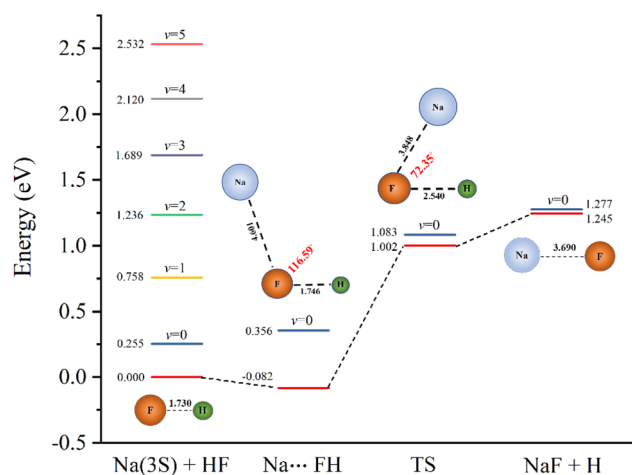 Energy (eV)
2.5
2.0
1.5
1.0
0.5
0.0
-0.5
2.532
v=5
2.120
v=4
1.689
v=3
1.236
v=2
0.758
v=1
0.255
v=0
0.000
F
1.730
H
Na
4.601
116.59°
F
1.746
H
0.356
v=0
-0.082
Na
3.848
72.35°
F
2.540
H
1.083
v=0
1.002
v=0
1.277
1.245
Na
3.690
F
Na(3S) + HF
Na··· FH
TS
NaF + H